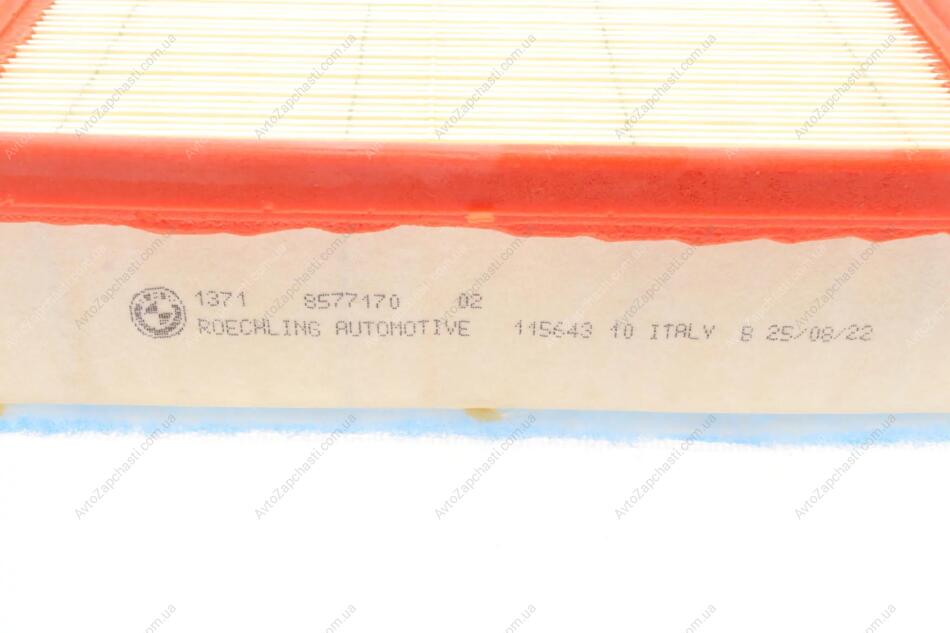 1371 8577170 02
ROECHLING AUTOMOTIVE 115643 10 ITALY B 25/08/22
AvtoZapchasti.com.ua